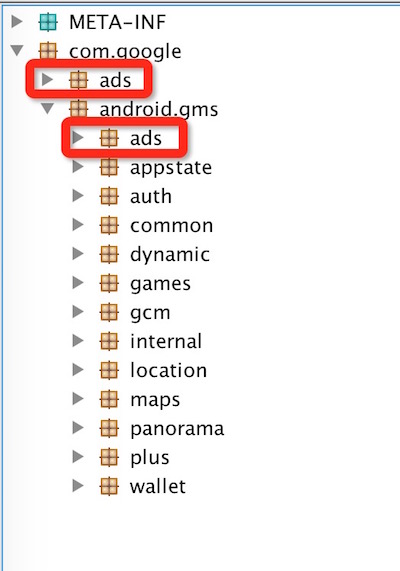 META-INF
com.google
ads
android.gms
ads
appstate
auth
common
dynamic
games
gcm
internal
location
maps
panorama
plus
wallet